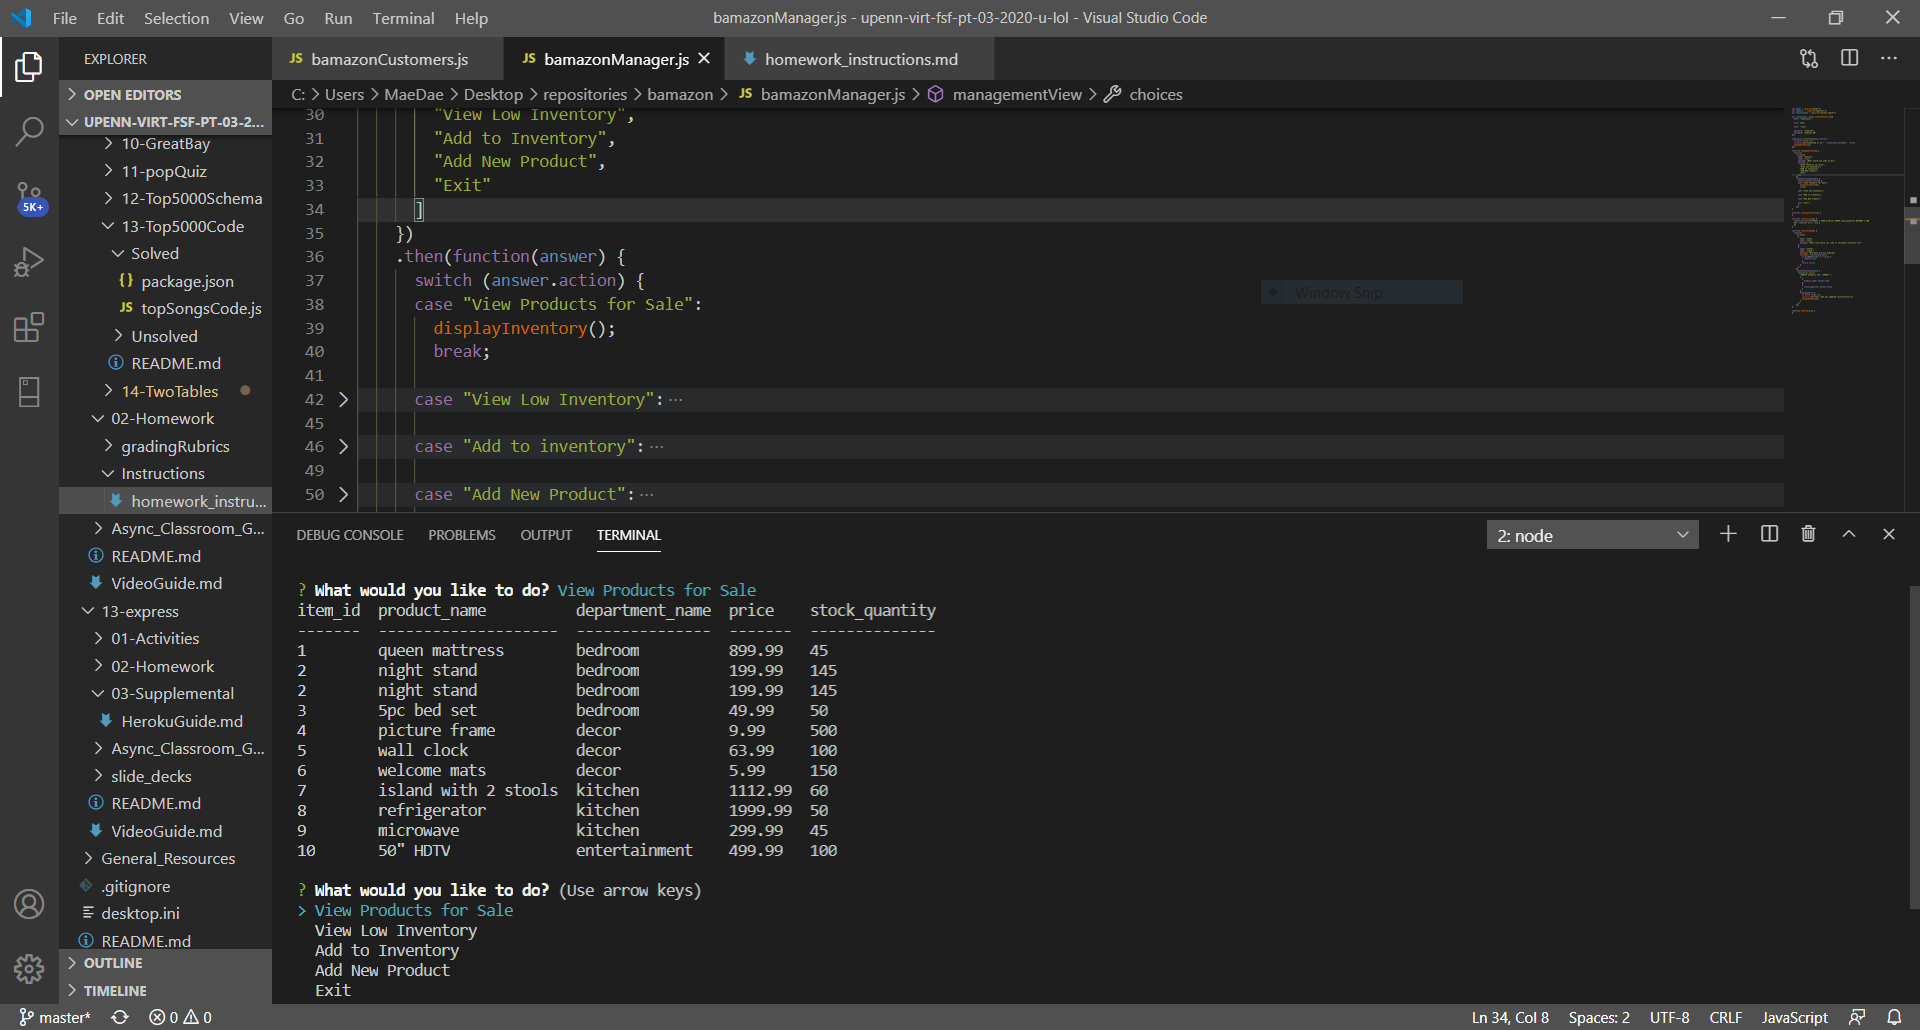 File Edit Selection View Go Run Terminal Help
bamazonManager.js - upenn-virt-fsf-pt-03-2020-u-lol - Visual Studio Code
EXPLORER
JS bamazonCustomers.js
JS bamazonManager.js
homework_instructions.md
OPEN EDITORS
C: > Users > MaeDae > Desktop > repositories > bamazon > JS bamazonManager.js > managementView > choices
UPENN-VIRT-FSF-PT-03-2...
10-GreatBay
11-popQuiz
12-Top5000Schema
13-Top5000Code
Solved
{} package.json
JS topSongsCode.js
Unsolved
README.md
14-TwoTables
02-Homework
gradingRubrics
Instructions
homework_instru...
Async_Classroom_G...
README.md
VideoGuide.md
13-express
01-Activities
02-Homework
03-Supplemental
HerokuGuide.md
Async_Classroom_G...
slide_decks
README.md
VideoGuide.md
General_Resources
.gitignore
desktop.ini
README.md
OUTLINE
TIMELINE
5K+
30 "View Low Inventory",
31 "Add to Inventory",
32 "Add New Product",
33 "Exit"
34 ]
35 })
36 .then(function(answer) {
37 switch (answer.action) {
38 case "View Products for Sale":
39 displayInventory();
40 break;
41
42 case "View Low Inventory": ...
45
46 case "Add to inventory": ...
49
50 case "Add New Product": ...
Window Snip
DEBUG CONSOLE PROBLEMS OUTPUT TERMINAL
2: node
? What would you like to do? View Products for Sale
item_id product_name department_name price stock_quantity
------- -------------------- --------------- ------- --------------
1 queen mattress bedroom 899.99 45
2 night stand bedroom 199.99 145
2 night stand bedroom 199.99 145
3 5pc bed set bedroom 49.99 50
4 picture frame decor 9.99 500
5 wall clock decor 63.99 100
6 welcome mats decor 5.99 150
7 island with 2 stools kitchen 1112.99 60
8 refrigerator kitchen 1999.99 50
9 microwave kitchen 299.99 45
10 50" HDTV entertainment 499.99 100
? What would you like to do? (Use arrow keys)
> View Products for Sale
View Low Inventory
Add to Inventory
Add New Product
Exit
master* 0 0
Ln 34, Col 8 Spaces: 2 UTF-8 CRLF JavaScript